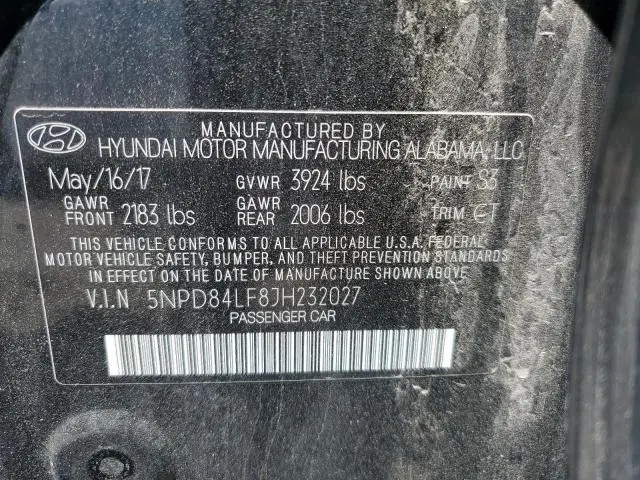 MANUFACTURED BY
HYUNDAI MOTOR MANUFACTURING ALABAMA, LLC
May/16/17 GVWR 3924 lbs PAINT S3
GAWR FRONT 2183 lbs GAWR REAR 2006 lbs TRIM ET
THIS VEHICLE CONFORMS TO ALL APPLICABLE U.S.A. FEDERAL
MOTOR VEHICLE SAFETY, BUMPER, AND THEFT PREVENTION STANDARDS
IN EFFECT ON THE DATE OF MANUFACTURE SHOWN ABOVE
V.I.N 5NPD84LF8JH232027
PASSENGER CAR